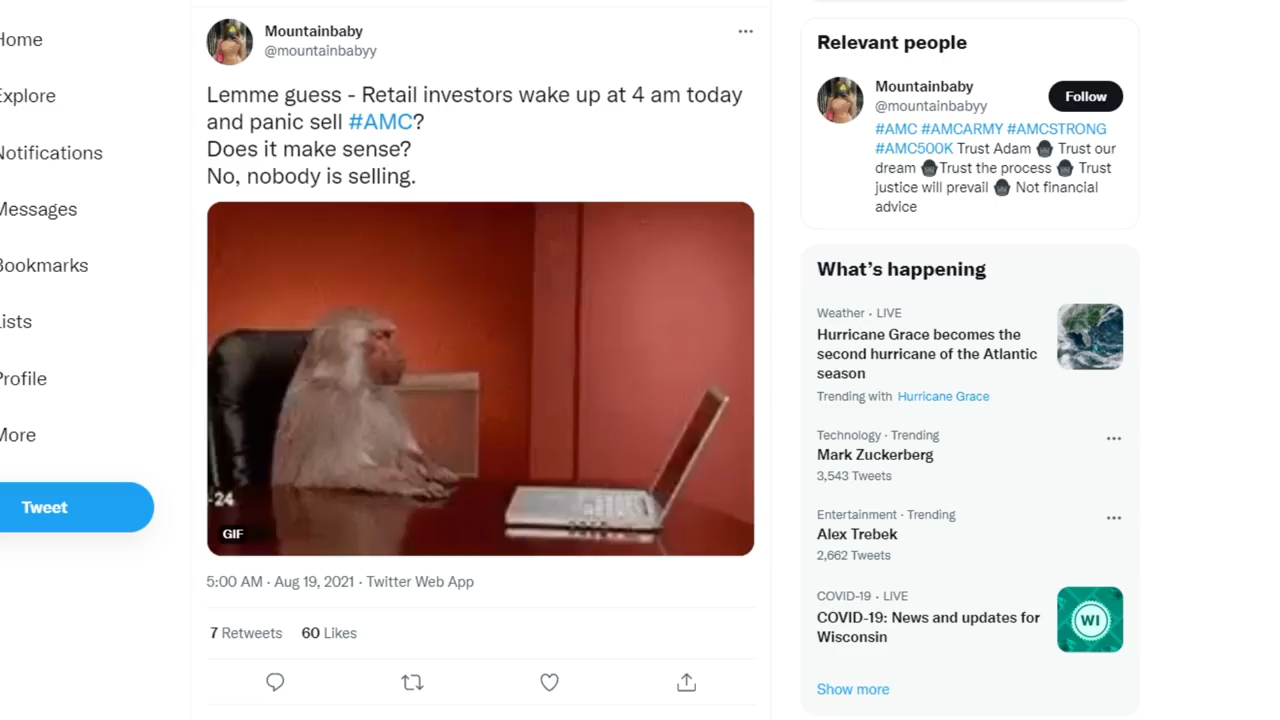 Home
Explore
Notifications
Messages
Bookmarks
Lists
Profile
More
Tweet
Mountainbaby
@mountainbabyy
Lemme guess - Retail investors wake up at 4 am today
and panic sell #AMC?
Does it make sense?
No, nobody is selling.
-24
GIF
5:00 AM · Aug 19, 2021 · Twitter Web App
7 Retweets 60 Likes
Relevant people
Mountainbaby
@mountainbabyy
Follow
#AMC #AMCARMY #AMCSTRONG
#AMC500K Trust Adam Trust our
dream Trust the process Trust
justice will prevail Not financial
advice
What's happening
Weather · LIVE
Hurricane Grace becomes the
second hurricane of the Atlantic
season
Trending with Hurricane Grace
Technology · Trending
Mark Zuckerberg
3,543 Tweets
Entertainment · Trending
Alex Trebek
2,662 Tweets
COVID-19 · LIVE
COVID-19: News and updates for
Wisconsin
WI
Show more